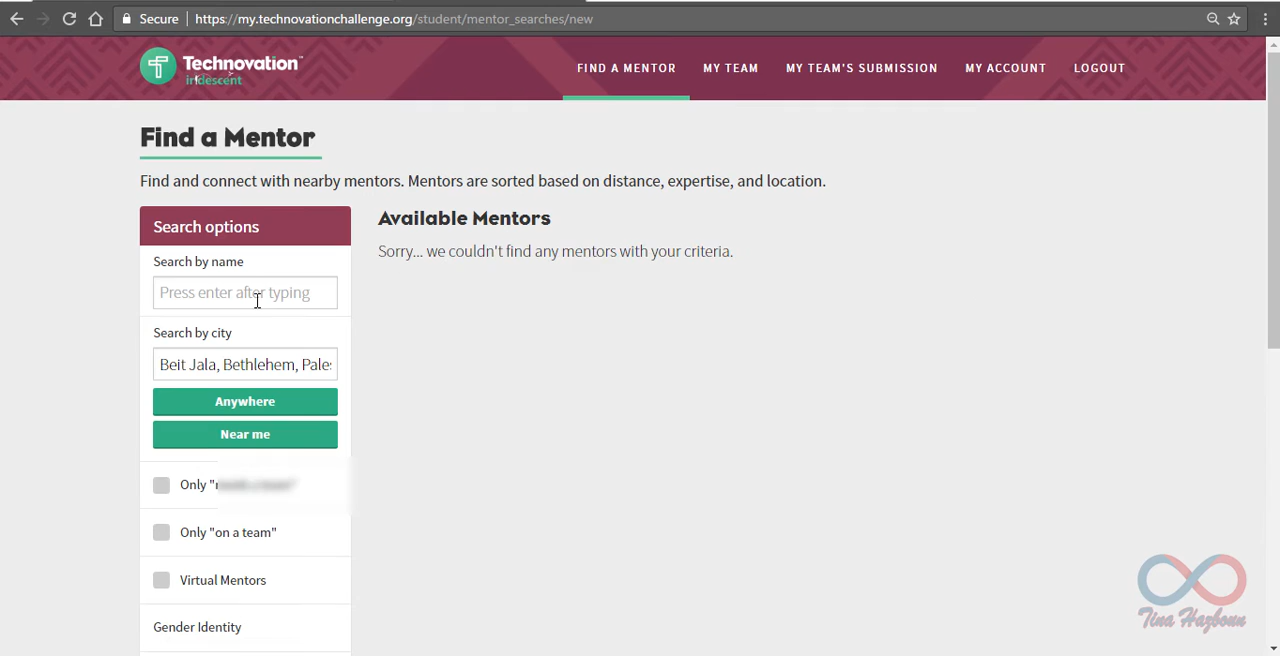 Secure https://my.technovationchallenge.org/student/mentor_searches/new
Technovation™
iridescent
FIND A MENTOR MY TEAM MY TEAM'S SUBMISSION MY ACCOUNT LOGOUT
Find a Mentor
Find and connect with nearby mentors. Mentors are sorted based on distance, expertise, and location.
Search options
Search by name
Press enter after typing
Search by city
Beit Jala, Bethlehem, Pales
Anywhere
Near me
Only
Only "on a team"
Virtual Mentors
Gender Identity
Available Mentors
Sorry... we couldn't find any mentors with your criteria.
Tina Hazboun